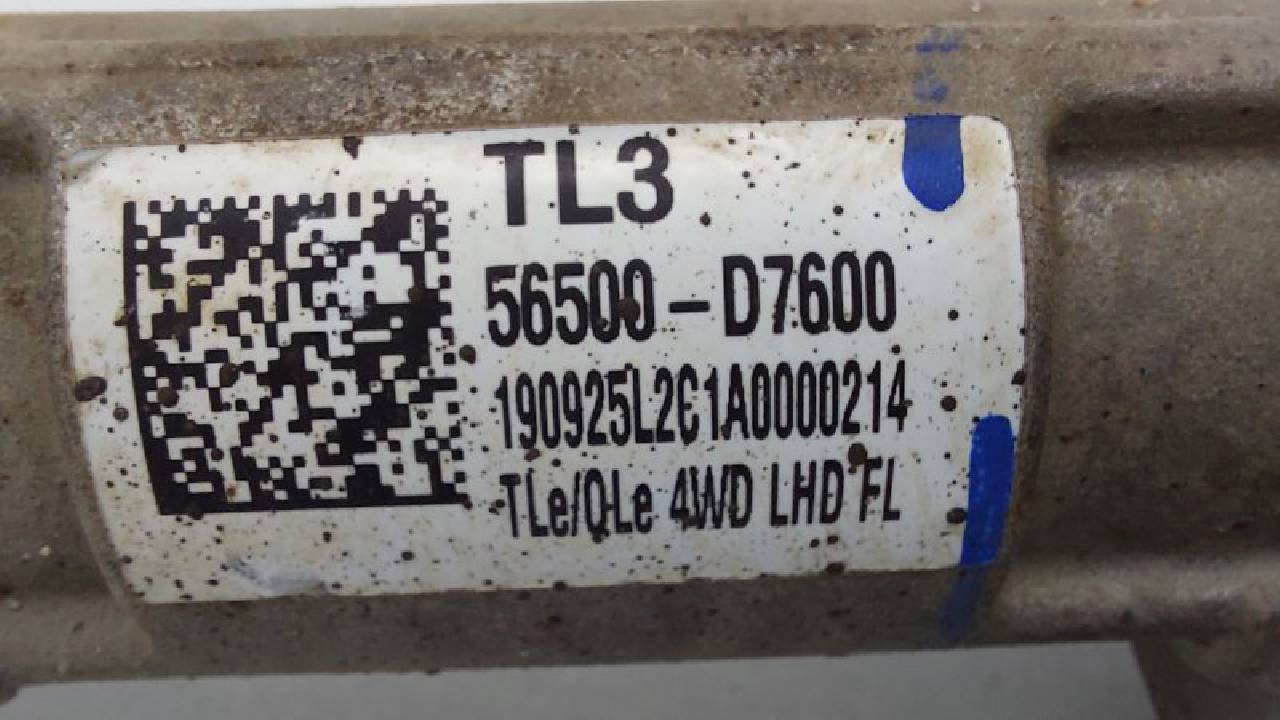 TL3
56500-D7600
190925L2C1A0000214
TLe/QLe 4WD LHD FL